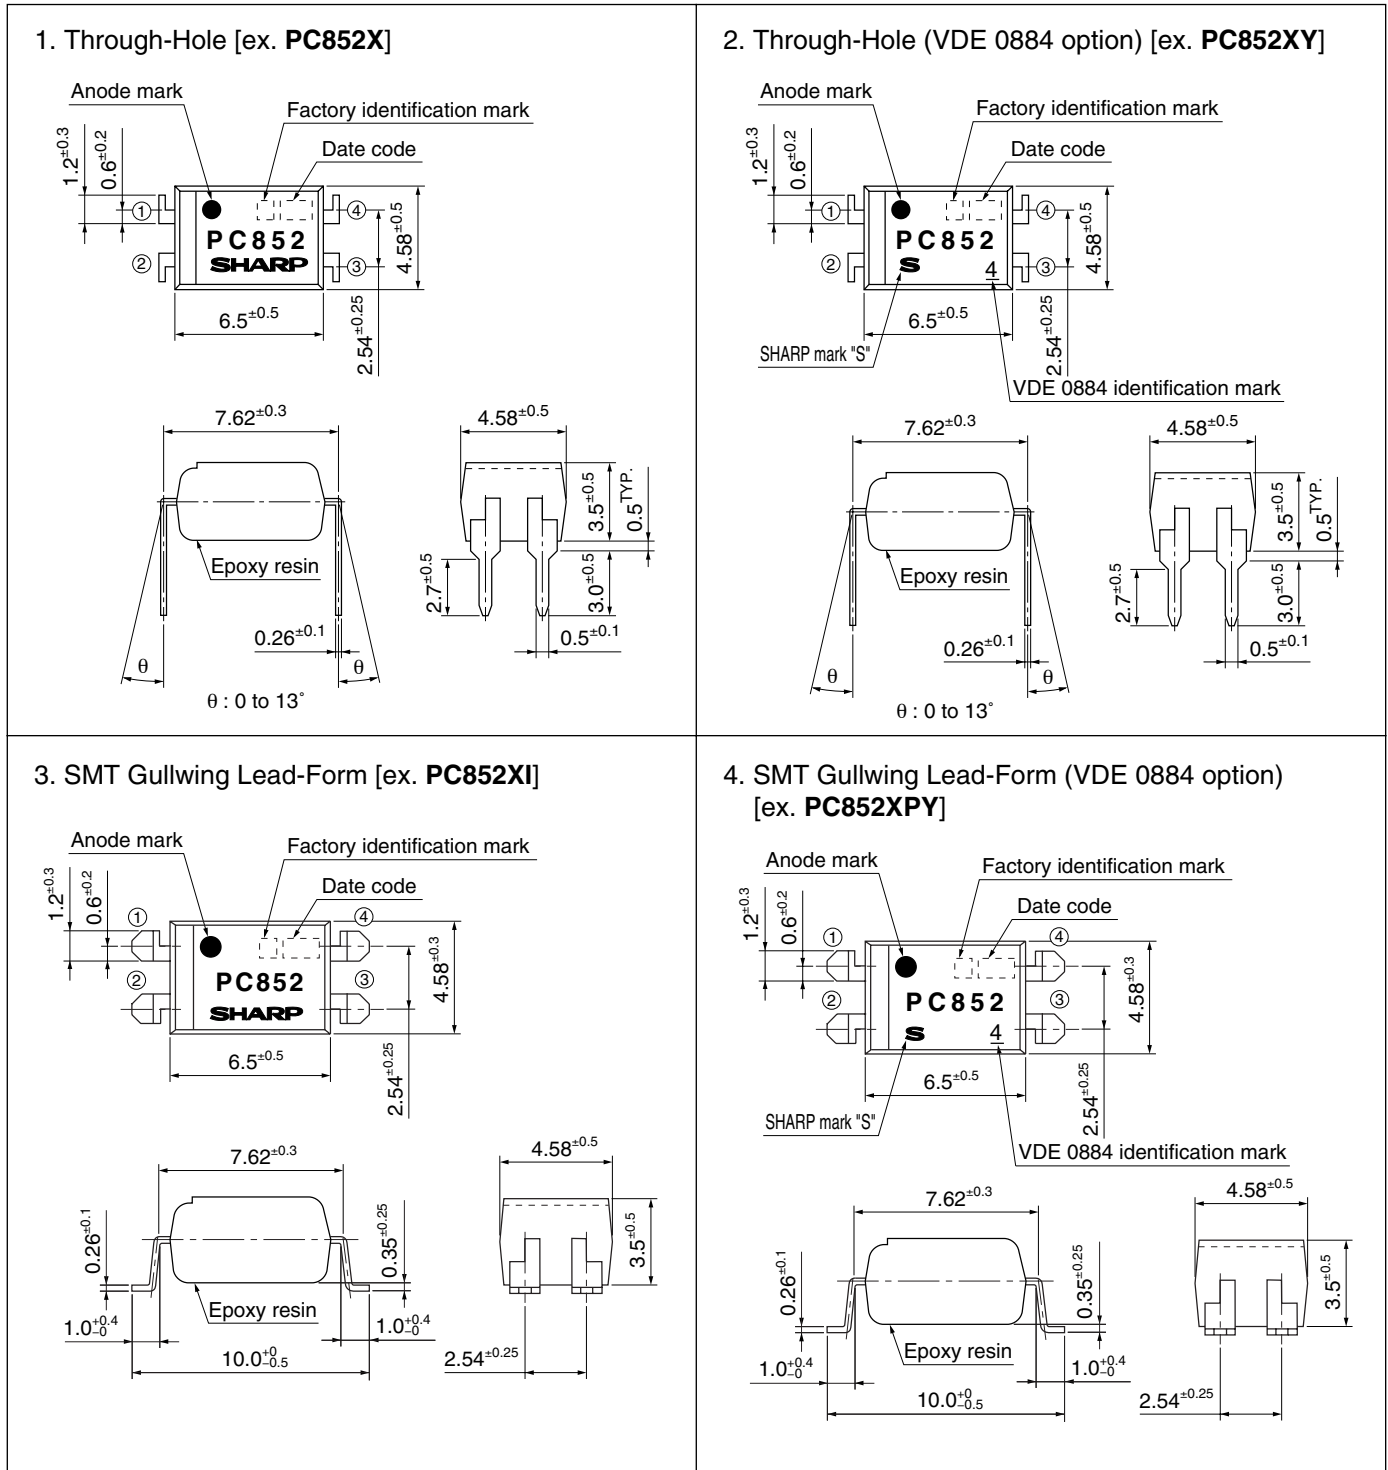 1. Through-Hole [ex. PC852X]
Anode mark
Factory identification mark
Date code
1.2±0.3
0.6±0.2
① ④
PC852
② SHARP ③
4.58±0.5
6.5±0.5
2.54±0.25
7.62±0.3
4.58±0.5
3.5±0.5
0.5TYP.
Epoxy resin
2.7±0.5
3.0±0.5
0.26±0.1
0.5±0.1
θ θ
θ : 0 to 13˚
2. Through-Hole (VDE 0884 option) [ex. PC852XY]
Anode mark
Factory identification mark
Date code
1.2±0.3
0.6±0.2
① ④
PC852
② S 4 ③
4.58±0.5
6.5±0.5
2.54±0.25
SHARP mark "S"
VDE 0884 identification mark
7.62±0.3
4.58±0.5
3.5±0.5
0.5TYP.
Epoxy resin
2.7±0.5
3.0±0.5
0.26±0.1
0.5±0.1
θ θ
θ : 0 to 13˚
3. SMT Gullwing Lead-Form [ex. PC852XI]
Anode mark
Factory identification mark
Date code
1.2±0.3
0.6±0.2
① ④
② PC852 ③
SHARP
4.58±0.3
6.5±0.5
2.54±0.25
7.62±0.3
4.58±0.5
0.26±0.1
0.35±0.25
3.5±0.5
Epoxy resin
1.0+0.4−0
1.0+0.4−0
10.0+0−0.5
2.54±0.25
4. SMT Gullwing Lead-Form (VDE 0884 option)
[ex. PC852XPY]
Anode mark
Factory identification mark
Date code
1.2±0.3
0.6±0.2
① ④
② PC852 ③
S 4
4.58±0.3
6.5±0.5
2.54±0.25
SHARP mark "S"
VDE 0884 identification mark
7.62±0.3
4.58±0.5
0.26±0.1
0.35±0.25
3.5±0.5
Epoxy resin
1.0+0.4−0
1.0+0.4−0
10.0+0−0.5
2.54±0.25